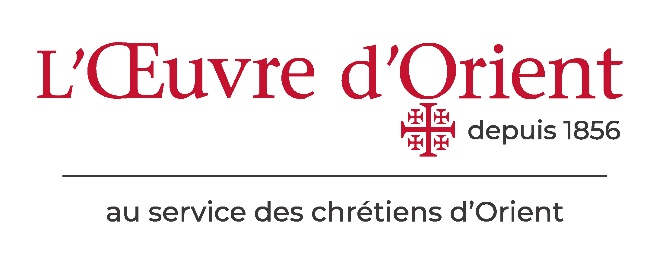 L'Œuvre d'Orient
depuis 1856
au service des chrétiens d'Orient